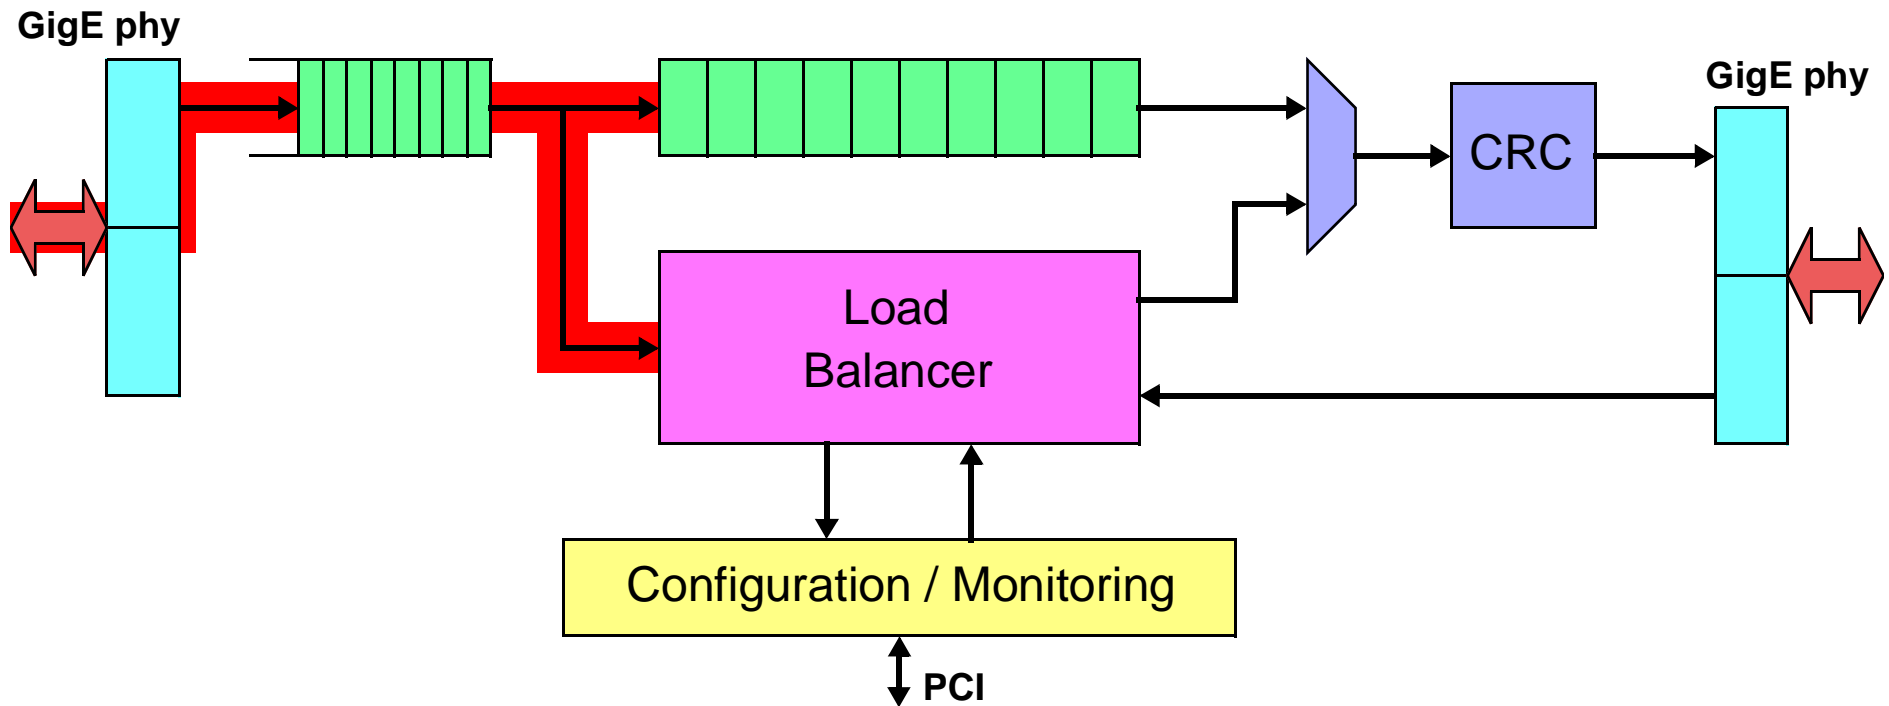 GigE phy
GigE phy
CRC
Load
Balancer
Configuration / Monitoring
PCI